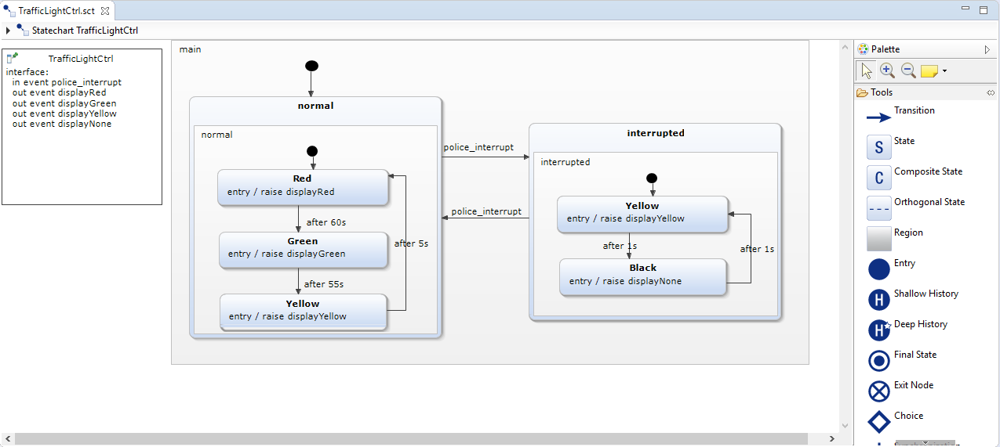 TrafficLightCtrl.sct
Statechart TrafficLightCtrl
TrafficLightCtrl
interface:
in event police_interrupt
out event displayRed
out event displayGreen
out event displayYellow
out event displayNone
main
normal
normal
Red
entry / raise displayRed
after 60s
Green
entry / raise displayGreen
after 55s
Yellow
entry / raise displayYellow
after 5s
police_interrupt
police_interrupt
interrupted
interrupted
Yellow
entry / raise displayYellow
after 1s
Black
entry / raise displayNone
after 1s
Palette
Tools
Transition
S State
C Composite State
Orthogonal State
Region
Entry
H Shallow History
H Deep History
Final State
Exit Node
Choice